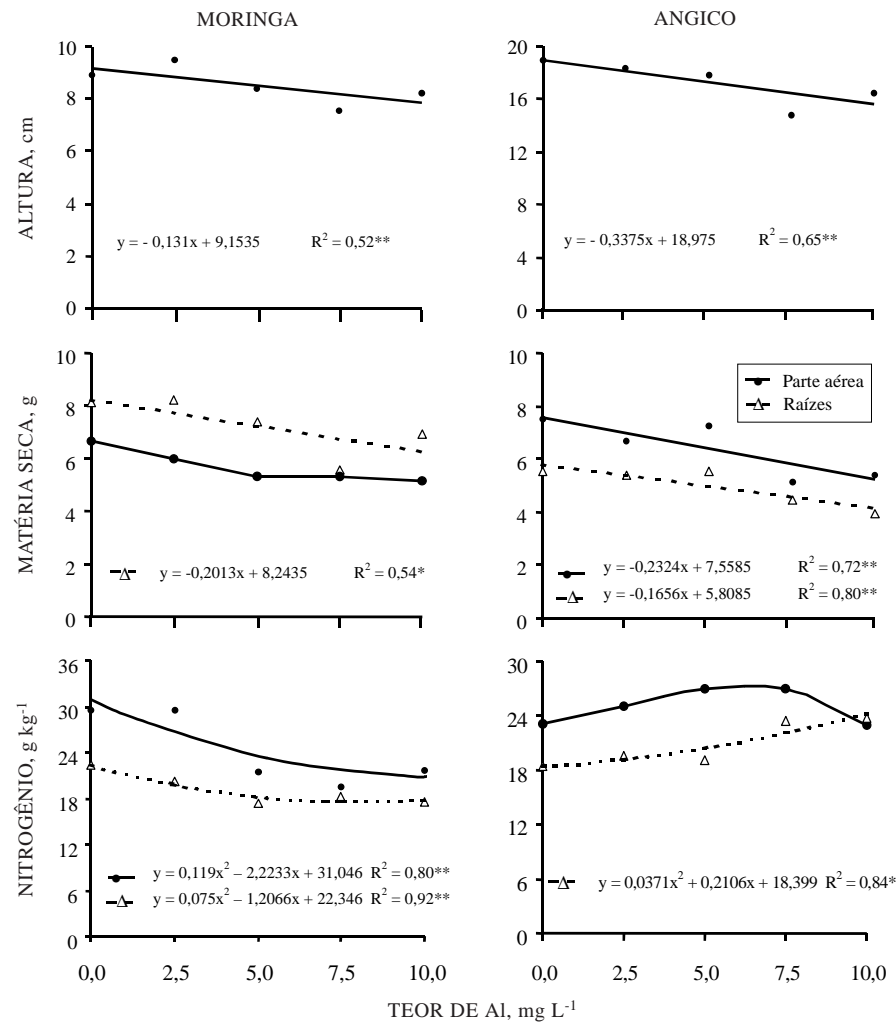 MORINGA
ANGICO
ALTURA, cm
10
8
6
4
2
0
y = - 0,131x + 9,1535 R² = 0,52**
20
16
12
8
4
0
y = - 0,3375x + 18,975 R² = 0,65**
MATÉRIA SECA, g
10
8
6
4
2
0
y = -0,2013x + 8,2435 R² = 0,54*
10
8
6
4
2
0
Parte aérea
Raízes
y = -0,2324x + 7,5585 R² = 0,72**
y = -0,1656x + 5,8085 R² = 0,80**
NITROGÊNIO, g kg⁻¹
36
30
24
18
12
6
0
y = 0,119x² – 2,2233x + 31,046 R² = 0,80**
y = 0,075x² – 1,2066x + 22,346 R² = 0,92**
0,0 2,5 5,0 7,5 10,0
30
24
18
12
6
0
y = 0,0371x² + 0,2106x + 18,399 R² = 0,84*
0,0 2,5 5,0 7,5 10,0
TEOR DE Al, mg L⁻¹